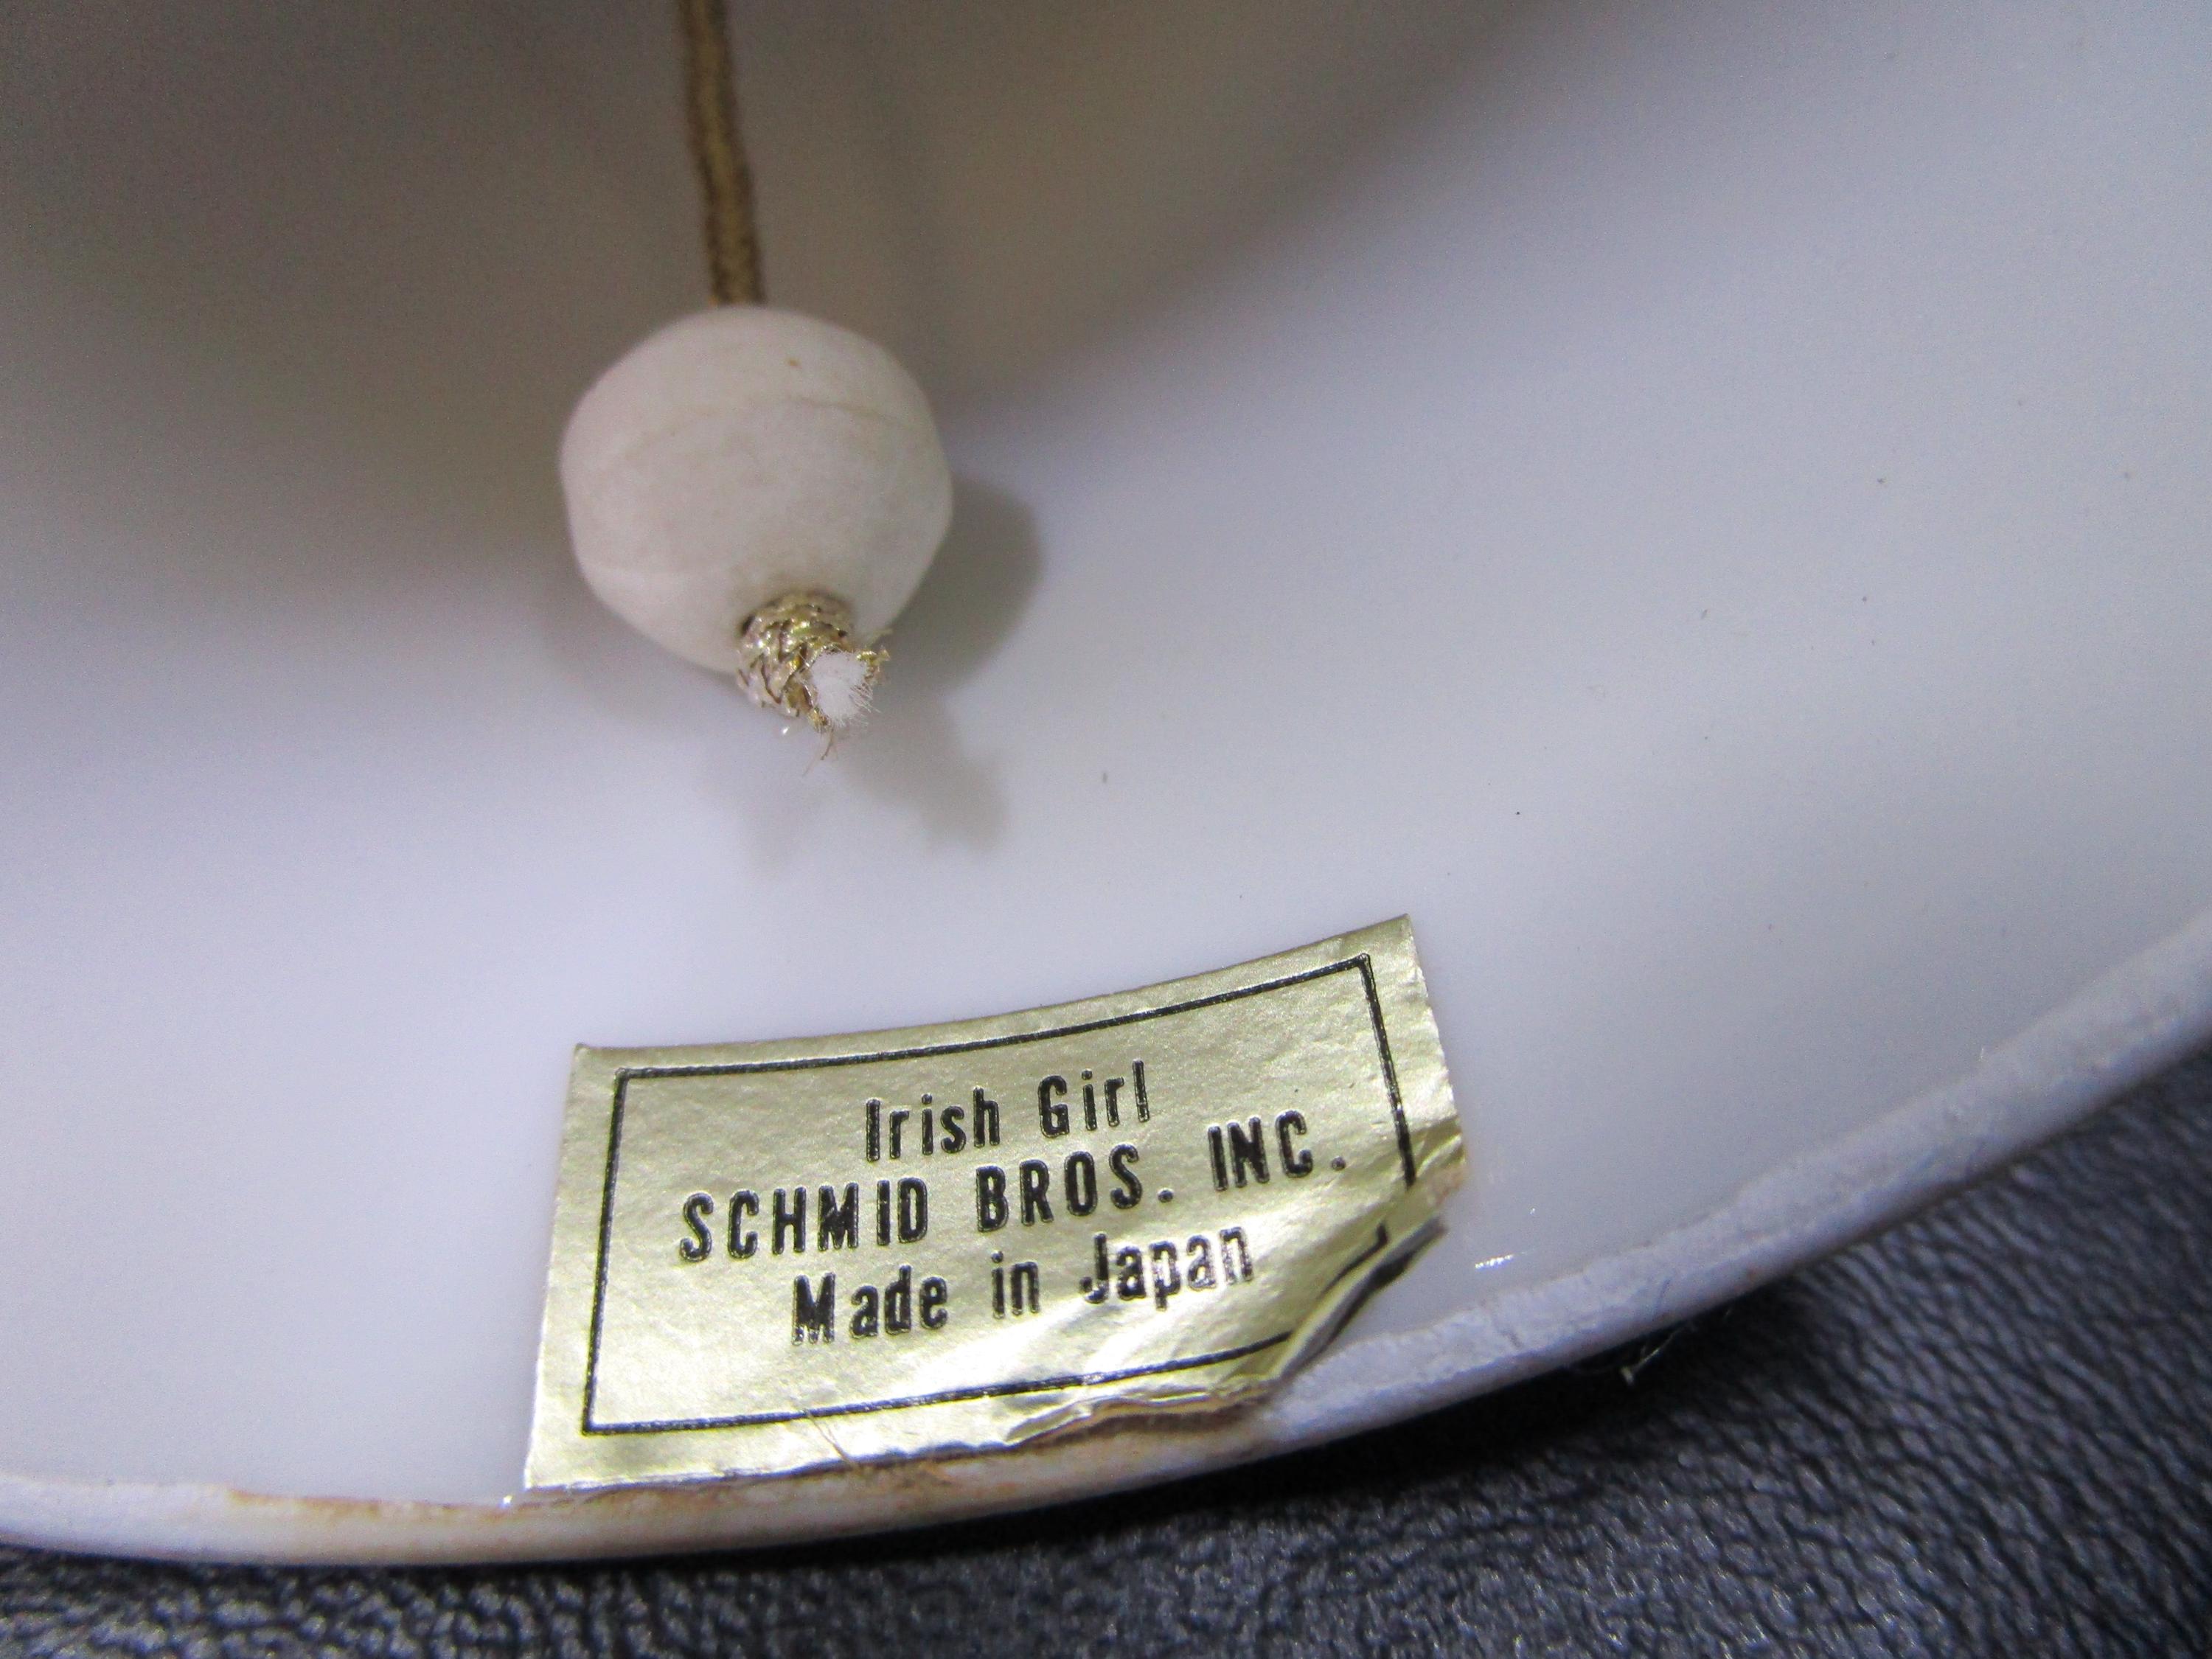 Irish Girl
SCHMID BROS. INC.
Made in Japan